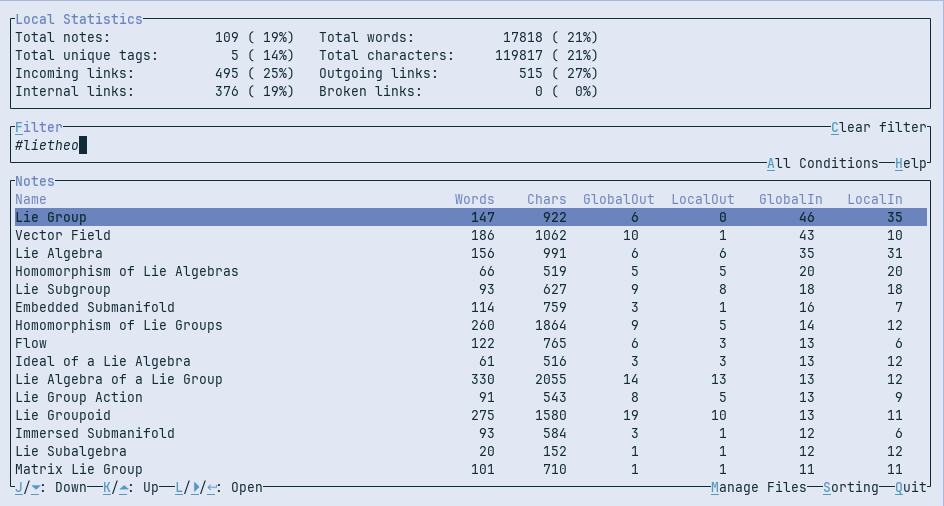 Local Statistics
Total notes: 109 ( 19%) Total words: 17818 ( 21%)
Total unique tags: 5 ( 14%) Total characters: 119817 ( 21%)
Incoming links: 495 ( 25%) Outgoing links: 515 ( 27%)
Internal links: 376 ( 19%) Broken links: 0 (  0%)
Filter Clear filter
#lietheo
All Conditions Help
Notes
Name Words Chars GlobalOut LocalOut GlobalIn LocalIn
Lie Group 147 922 6 0 46 35
Vector Field 186 1062 10 1 43 10
Lie Algebra 156 991 6 6 35 31
Homomorphism of Lie Algebras 66 519 5 5 20 20
Lie Subgroup 93 627 9 8 18 18
Embedded Submanifold 114 759 3 1 16 7
Homomorphism of Lie Groups 260 1864 9 5 14 12
Flow 122 765 6 3 13 6
Ideal of a Lie Algebra 61 516 3 3 13 12
Lie Algebra of a Lie Group 330 2055 14 13 13 12
Lie Group Action 91 543 8 5 13 9
Lie Groupoid 275 1580 19 10 13 11
Immersed Submanifold 93 584 3 1 12 6
Lie Subalgebra 20 152 1 1 12 12
Matrix Lie Group 101 710 1 1 11 11
J/▼: Down K/▲: Up L/▶/↩: Open Manage Files Sorting Quit